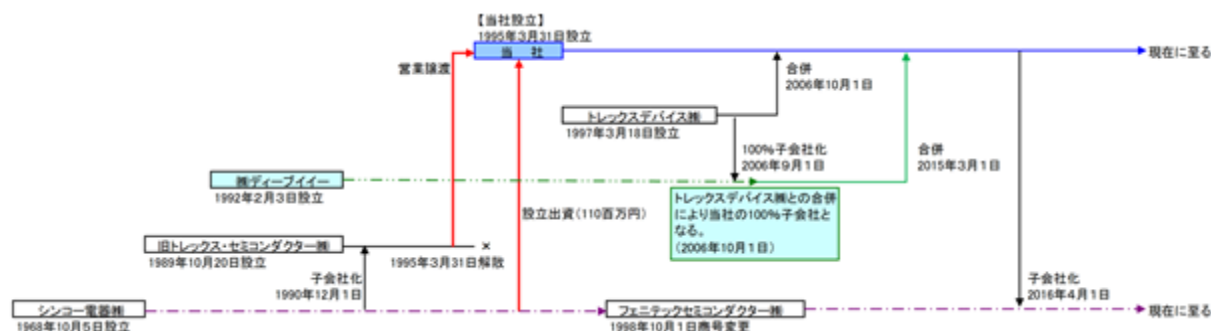 【当社設立】
1995年3月31日設立
当 社
現在に至る
営業譲渡
合併
2006年10月1日
トレックスデバイス㈱
1997年3月18日設立
100%子会社化
2006年9月1日
合併
2015年3月1日
㈱ディーブイイー
1992年2月3日設立
トレックスデバイス㈱との合併
により当社の100%子会社と
なる。
(2006年10月1日)
設立出資(110百万円)
旧トレックス・セミコンダクター㈱
1989年10月20日設立
×
1995年3月31日解散
子会社化
1990年12月1日
子会社化
2016年4月1日
シンコー電器㈱
1968年10月5日設立
フェニテックセミコンダクター㈱
1998年10月1日商号変更
現在に至る